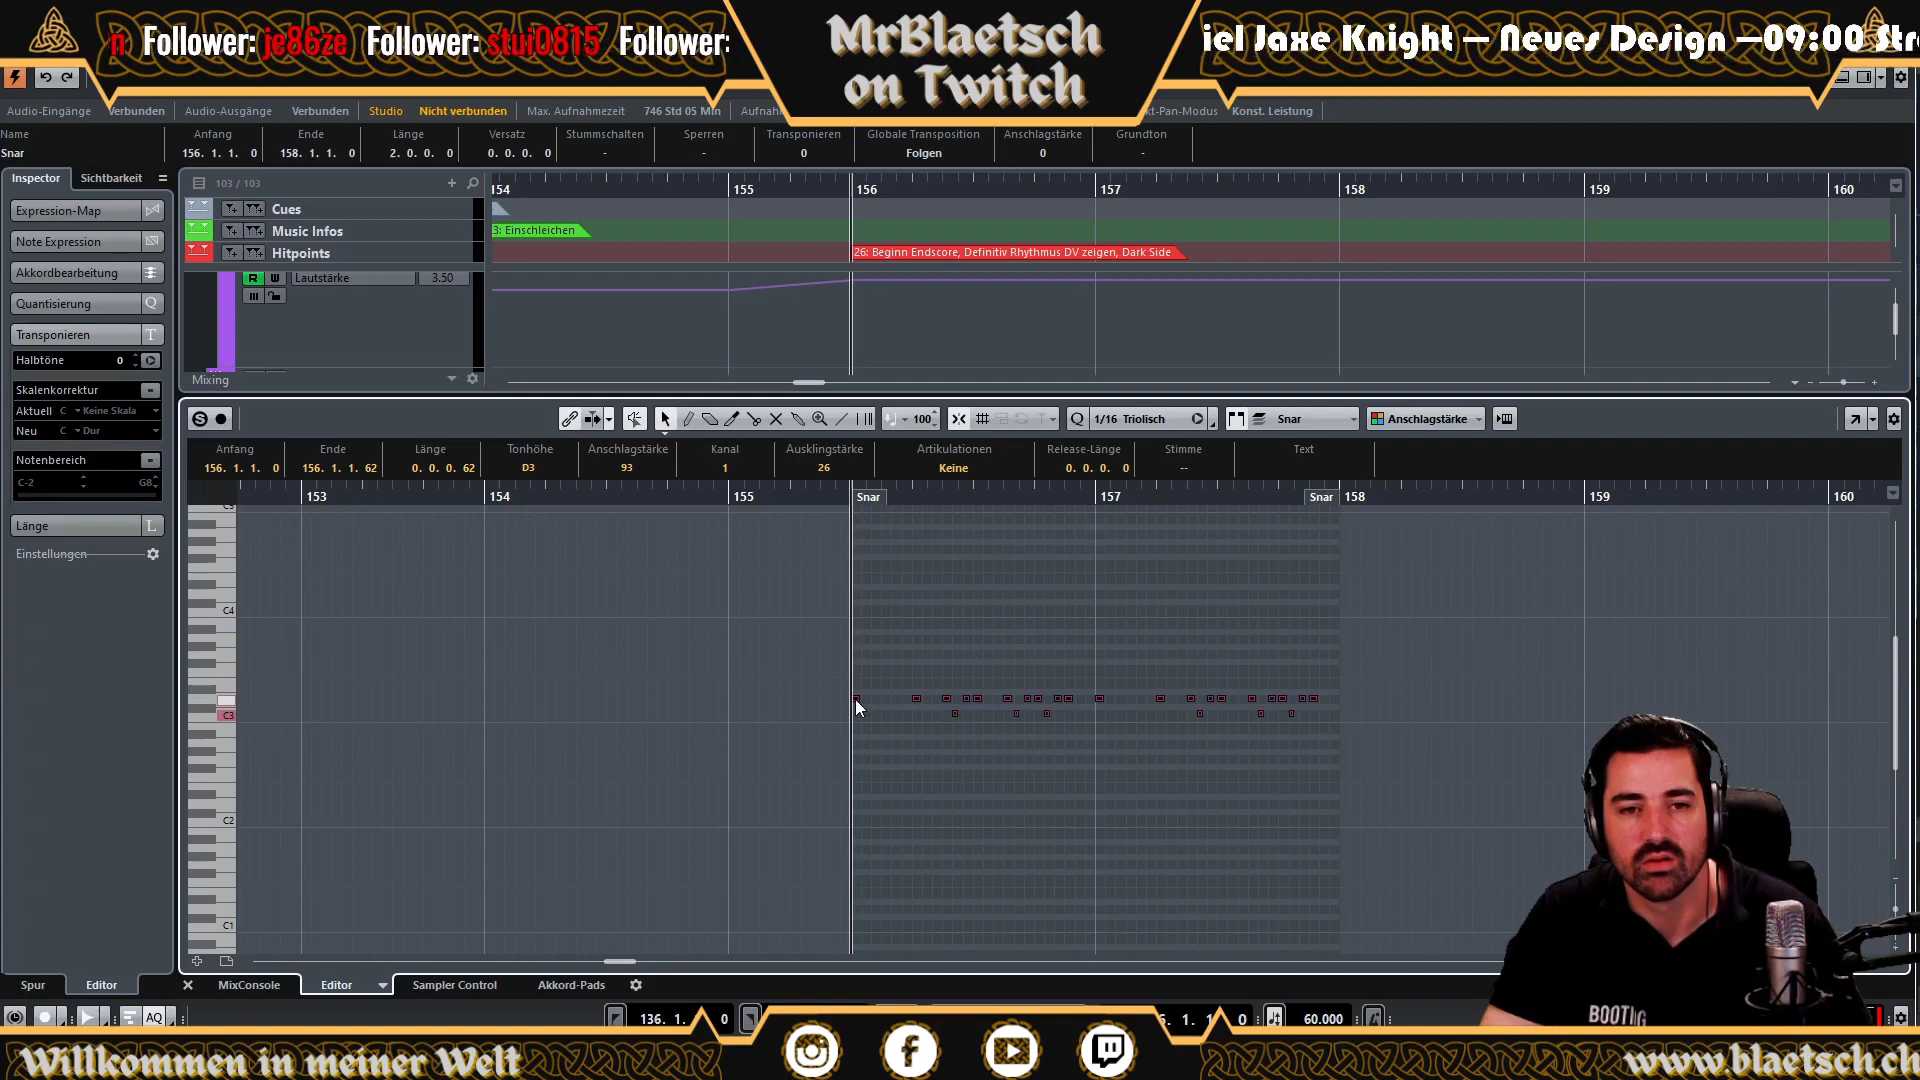 Follower: je86ze Follower: stui0815 Follower:
MrBlaetsch
on Twitch
iel Jaxe Knight — Neues Design —09:00 Str
Audio-Eingänge Verbunden Audio-Ausgänge Verbunden Studio Nicht verbunden Max. Aufnahmezeit 746 Std 05 Min Konst. Leistung
Name Anfang Ende Länge Versatz Stummschalten Sperren Transponieren Globale Transposition Anschlagstärke Grundton
Snar 156. 1. 1. 0 158. 1. 1. 0 2. 0. 0. 0 0. 0. 0. 0 - - 0 Folgen 0 -
Inspector Sichtbarkeit
103 / 103
154 155 156 157 158 159 160
Expression-Map
Note Expression
Akkordbearbeitung
Quantisierung Q
Transponieren T
Halbtöne 0
Skalenkorrektur
Aktuell C Keine Skala
Neu C Dur
Notenbereich
C-2 G8
Länge L
Einstellungen
Cues
Music Infos
3: Einschleichen
Hitpoints
26: Beginn Endscore, Definitiv Rhythmus DV zeigen, Dark Side
R W Lautstärke 3.50
Mixing
100 Q 1/16 Triolisch Snar Anschlagstärke
Anfang Ende Länge Tonhöhe Anschlagstärke Kanal Ausklingstärke Artikulationen Release-Länge Stimme Text
156. 1. 1. 0 156. 1. 1. 62 0. 0. 0. 62 D3 93 1 26 Keine 0. 0. 0. 0 --
153 154 155 Snar 157 Snar 158 159 160
C4
C3
C2
C1
Spur Editor MixConsole Editor Sampler Control Akkord-Pads
AQ 136. 1. 0 60.000
Willkommen in meiner Welt
www.blaetsch.ch